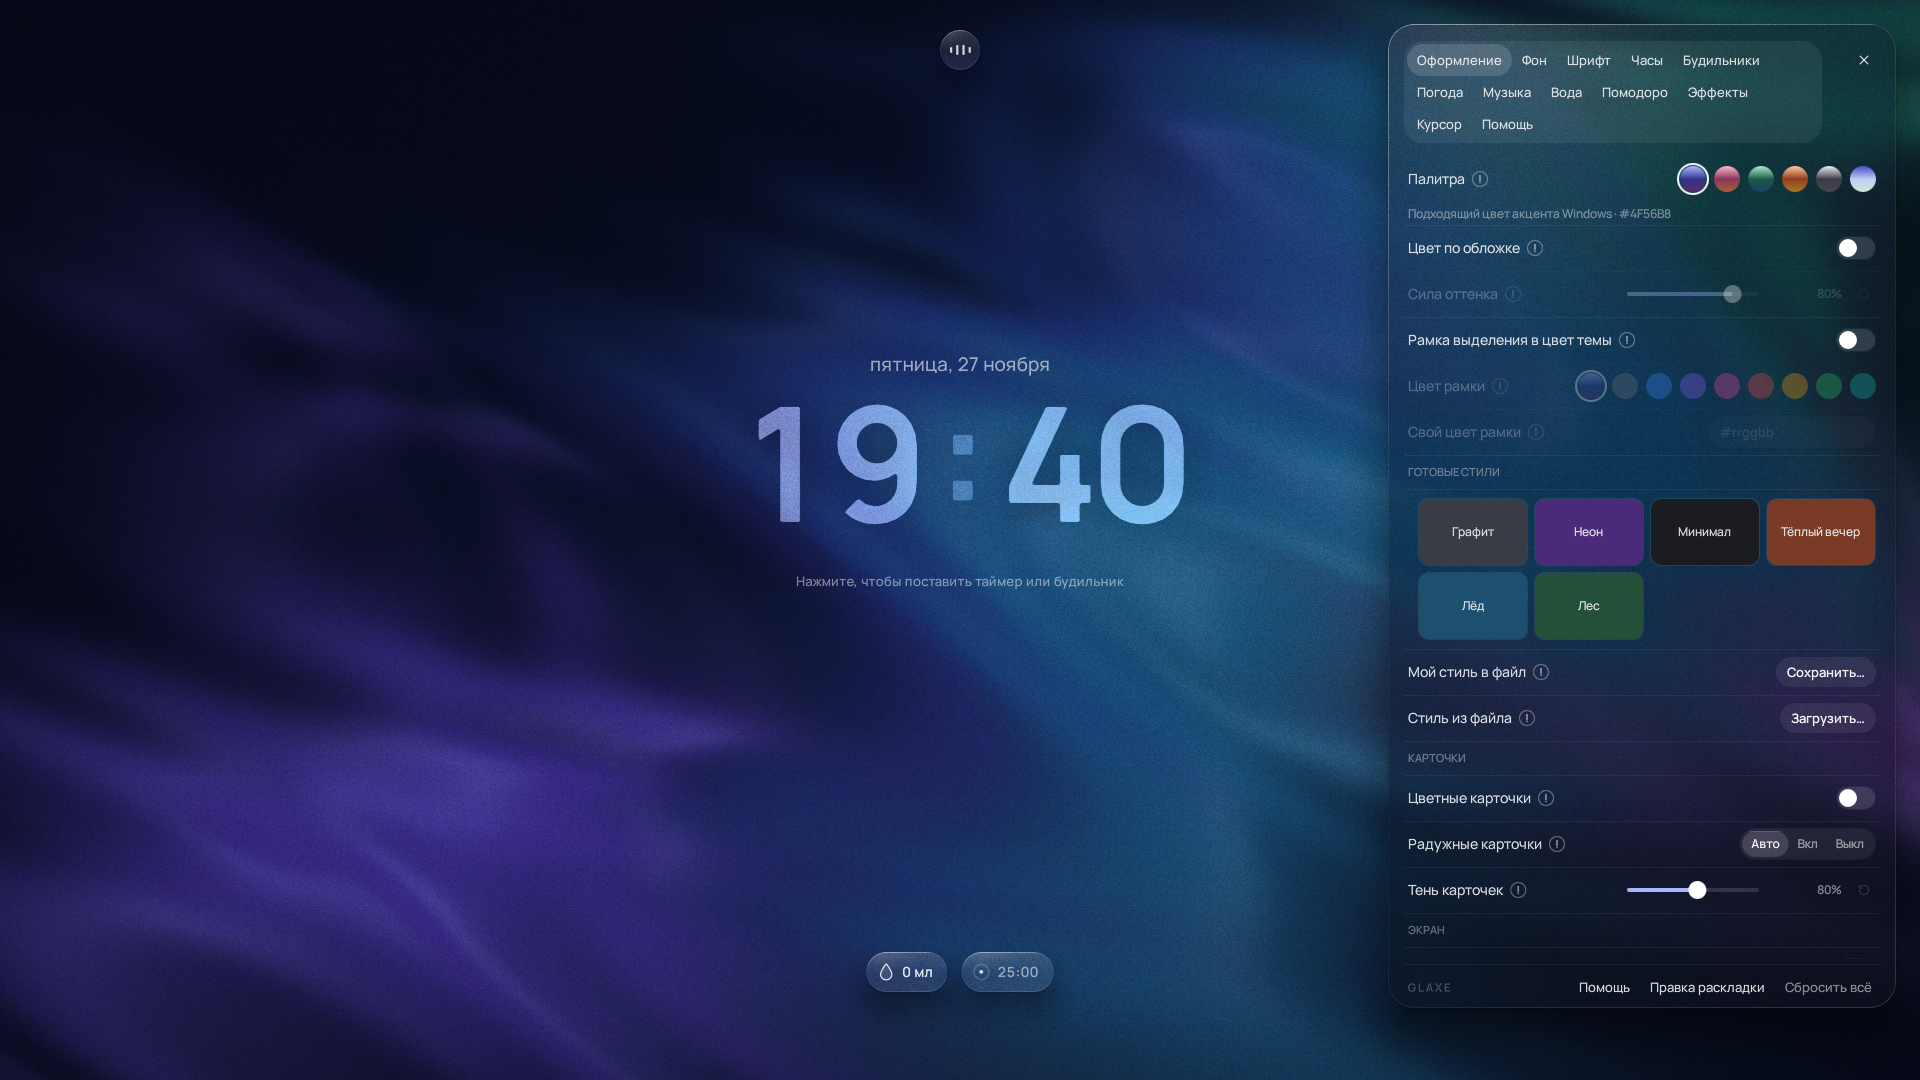 Оформление Фон Шрифт Часы Будильники
Погода Музыка Вода Помодоро Эффекты
Курсор Помощь
Палитра
Подходящий цвет акцента Windows · #4F56B8
Цвет по обложке
Сила оттенка 80%
Рамка выделения в цвет темы
Цвет рамки
Свой цвет рамки #rrggbb
ГОТОВЫЕ СТИЛИ
Графит Неон Минимал Тёплый вечер
Лёд Лес
Мой стиль в файл Сохранить...
Стиль из файла Загрузить...
КАРТОЧКИ
Цветные карточки
Радужные карточки Авто Вкл Выкл
Тень карточек 80%
ЭКРАН
GLAXE Помощь Правка раскладки Сбросить всё
пятница, 27 ноября
19:40
Нажмите, чтобы поставить таймер или будильник
0 мл 25:00